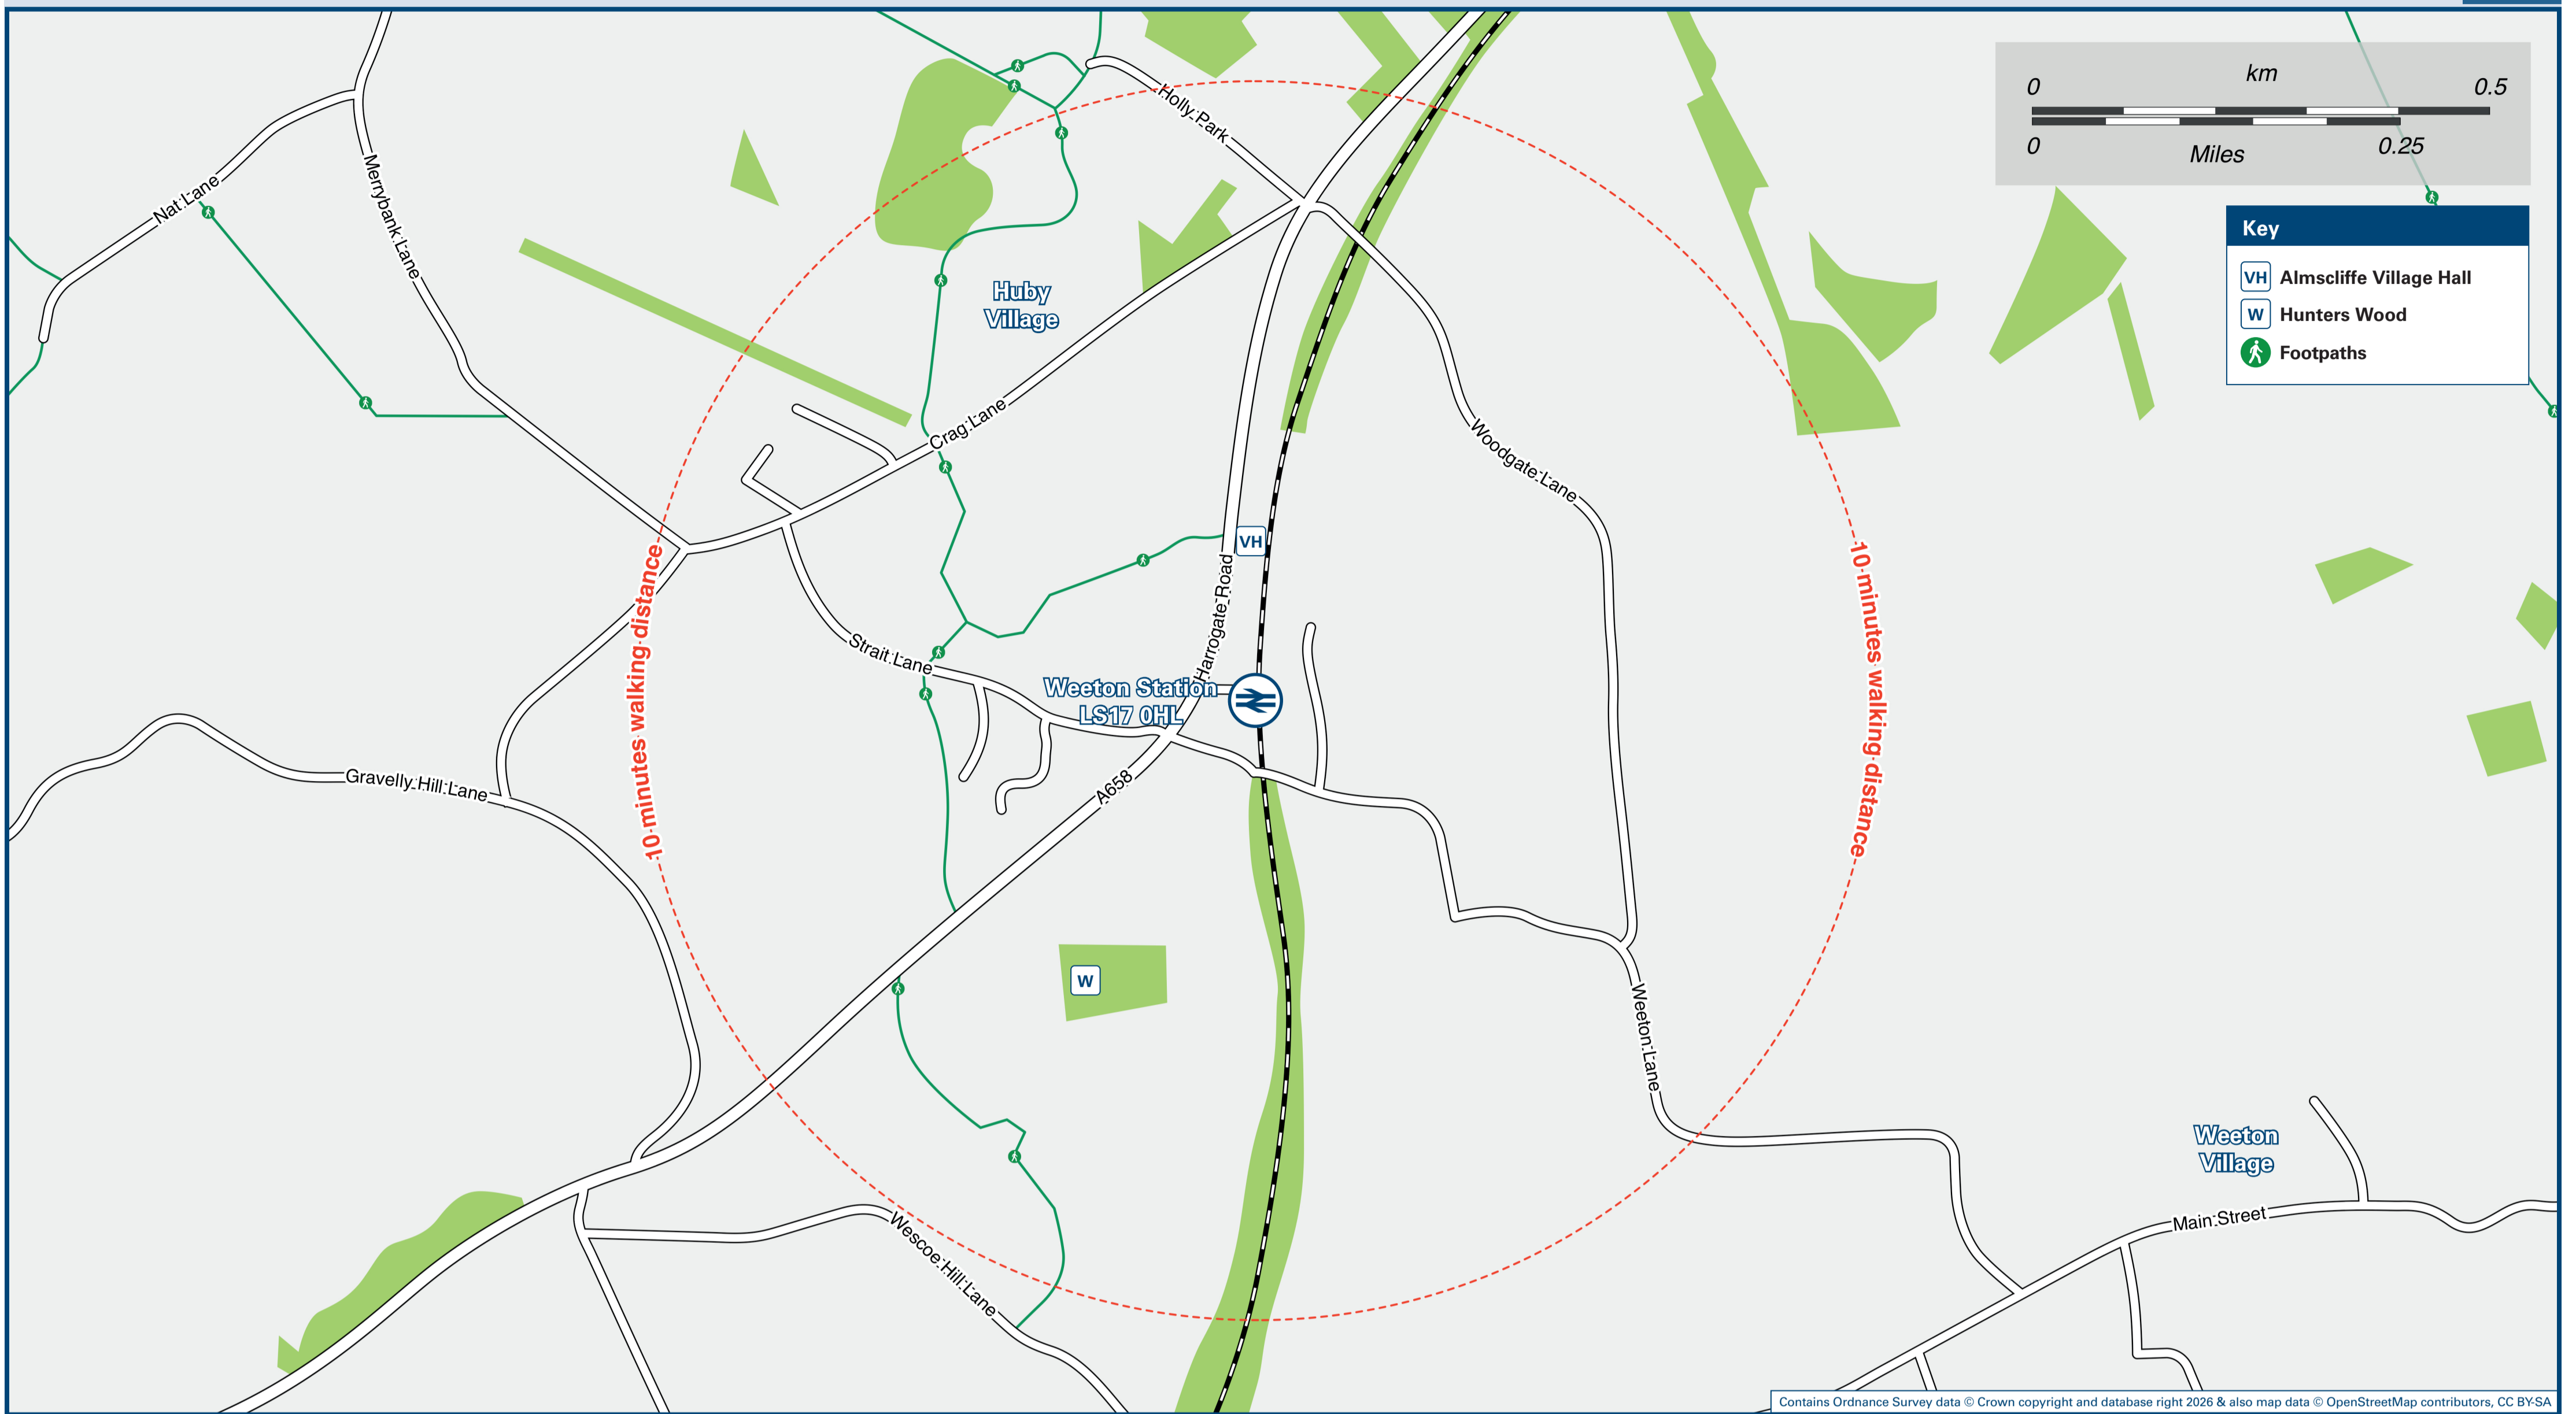 km
0
0.5
0
Miles
0.25
Key
VH
Almscliffe Village Hall
W
Hunters Wood
Footpaths
Holly Park
Nat Lane
Merrybank Lane
Huby
Village
Crag Lane
Woodgate Lane
VH
Harrogate Road
10 minutes walking distance
10 minutes walking distance
Strait Lane
Weeton Station
LS17 0HL
Gravelly Hill Lane
A658
W
Weeton Lane
Weeton
Village
Wescoe Hill Lane
Main Street
Contains Ordnance Survey data © Crown copyright and database right 2026 & also map data © OpenStreetMap contributors, CC BY-SA